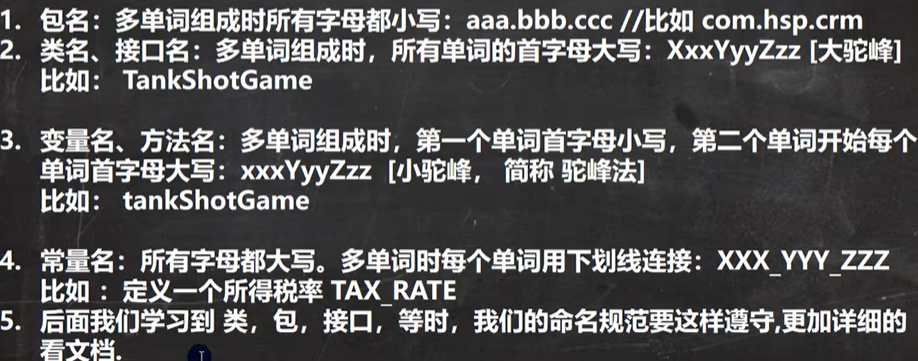 1. 包名：多单词组成时所有字母都小写：aaa.bbb.ccc //比如 com.hsp.crm
2. 类名、接口名：多单词组成时，所有单词的首字母大写：XxxYyyZzz [大驼峰]
比如： TankShotGame
3. 变量名、方法名：多单词组成时，第一个单词首字母小写，第二个单词开始每个
单词首字母大写：xxxYyyZzz [小驼峰， 简称 驼峰法]
比如： tankShotGame
4. 常量名：所有字母都大写。多单词时每个单词用下划线连接：XXX_YYY_ZZZ
比如 ：定义一个所得税率 TAX_RATE
5. 后面我们学习到 类，包，接口，等时，我们的命名规范要这样遵守,更加详细的
看文档.